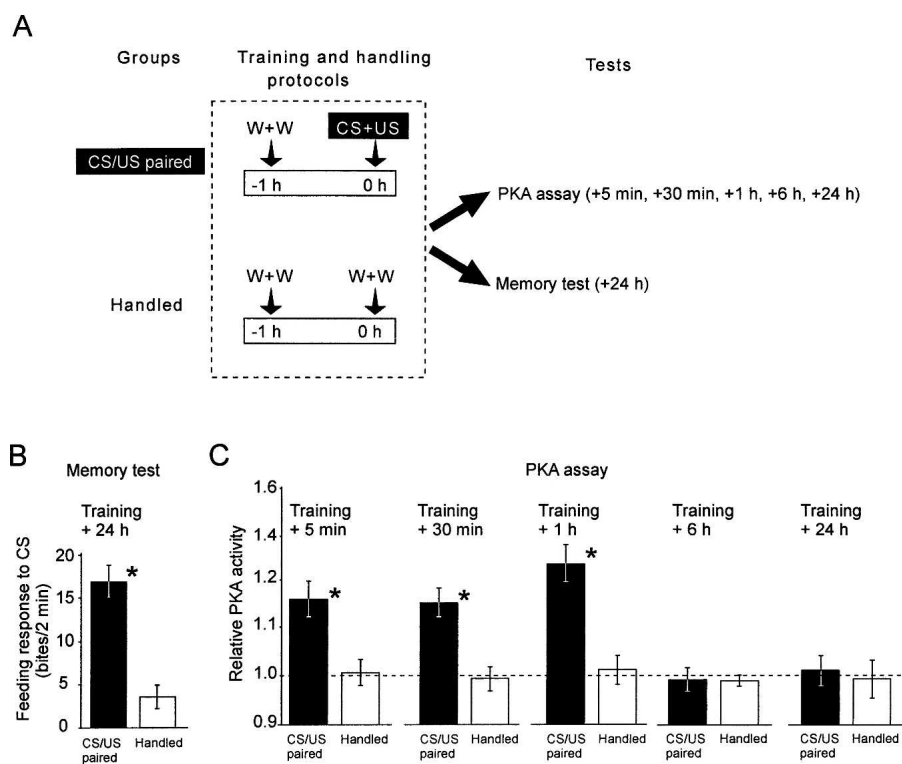 A
Groups
Training and handling
protocols
Tests
W+W
CS+US
CS/US paired
-1 h
0 h
PKA assay (+5 min, +30 min, +1 h, +6 h, +24 h)
Memory test (+24 h)
W+W
W+W
Handled
-1 h
0 h
B
Memory test
Training
+ 24 h
Feeding response to CS
(bites/2 min)
20
15
10
5
0
*
CS/US
paired
Handled
C
PKA assay
Relative PKA activity
1.6
1.4
1.2
1.1
1.0
0.9
Training
+ 5 min
*
CS/US
paired
Handled
Training
+ 30 min
*
CS/US
paired
Handled
Training
+ 1 h
*
CS/US
paired
Handled
Training
+ 6 h
CS/US
paired
Handled
Training
+ 24 h
CS/US
paired
Handled